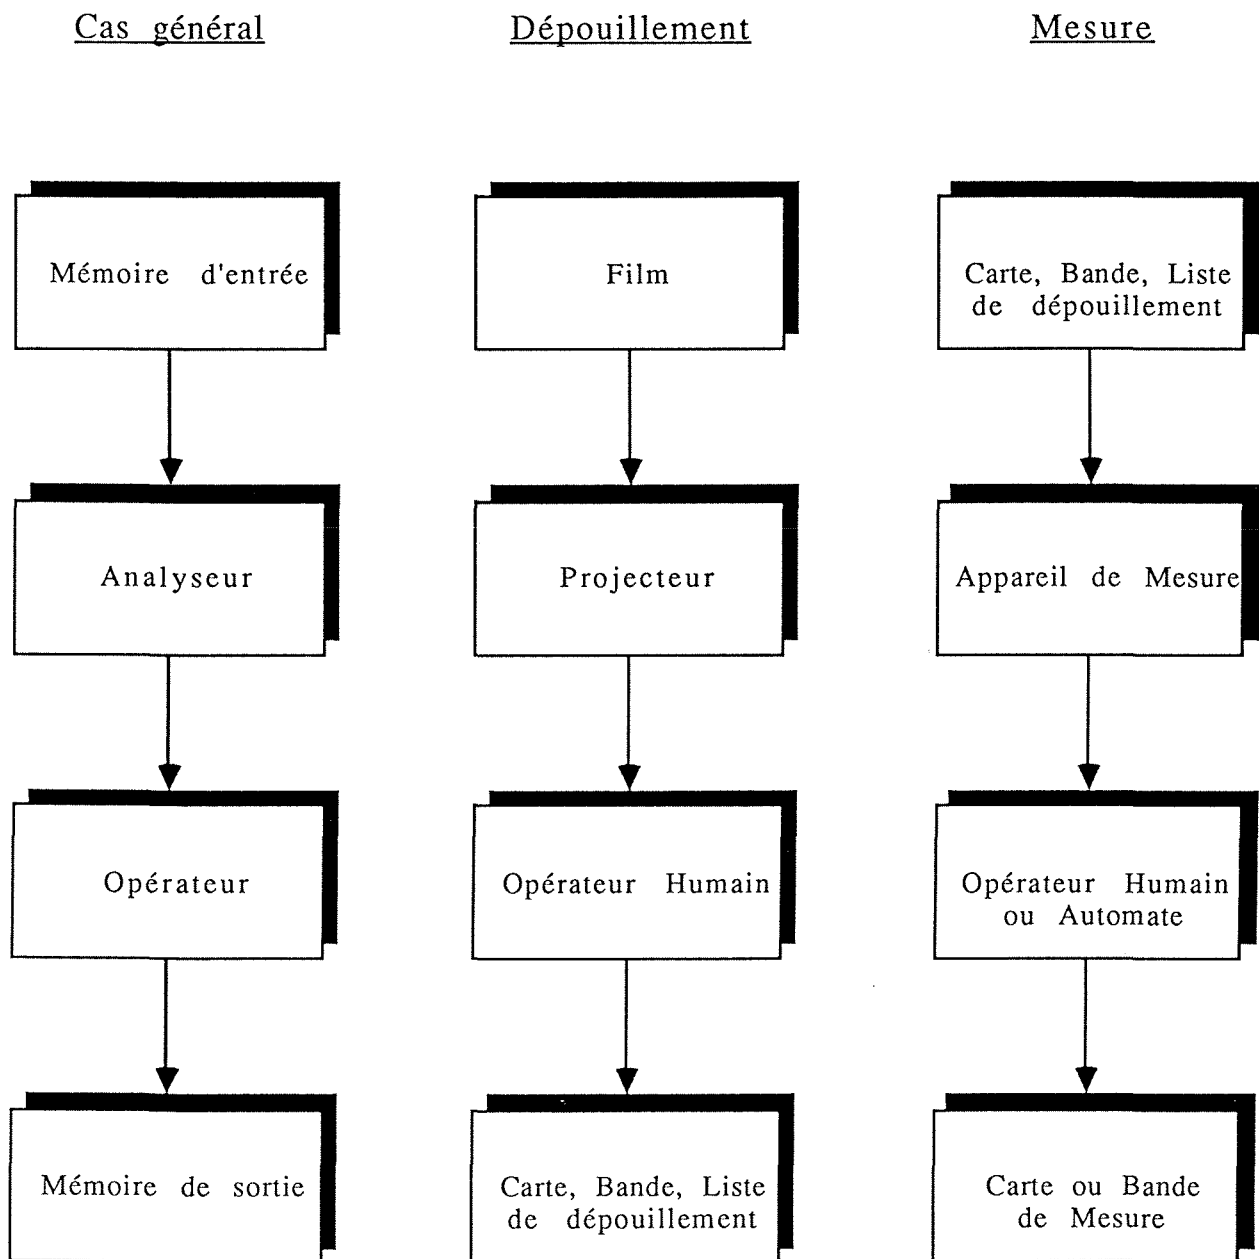 Cas général
Dépouillement
Mesure
Mémoire d'entrée
Film
Carte, Bande, Liste
de dépouillement
Analyseur
Projecteur
Appareil de Mesure
Opérateur
Opérateur Humain
Opérateur Humain
ou Automate
Mémoire de sortie
Carte, Bande, Liste
de dépouillement
Carte ou Bande
de Mesure